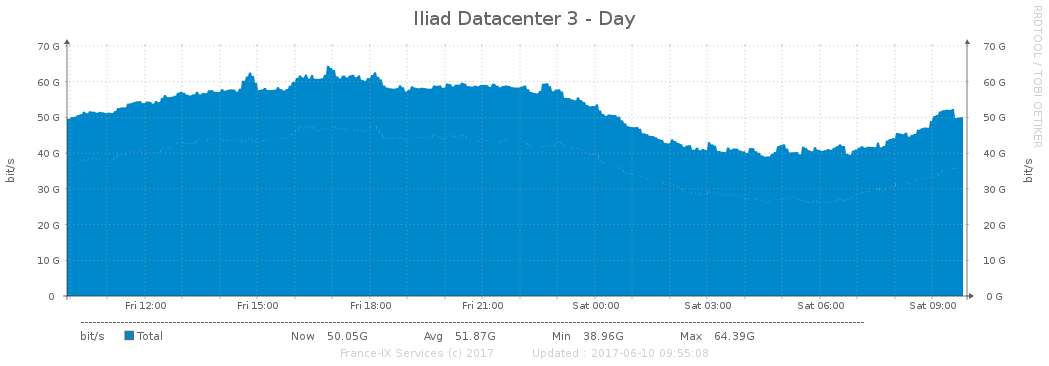 Iliad Datacenter 3 - Day
RRDTOOL / TOBI OETIKER
70 G 70 G
60 G 60 G
50 G 50 G
40 G 40 G
30 G 30 G
20 G 20 G
10 G 10 G
0 0 G
bit/s bit/s
Fri 12:00 Fri 15:00 Fri 18:00 Fri 21:00 Sat 00:00 Sat 03:00 Sat 06:00 Sat 09:00
bit/s Total Now 50.05G Avg 51.87G Min 38.96G Max 64.39G
France-IX Services (c) 2017 Updated : 2017-06-10 09:55:08